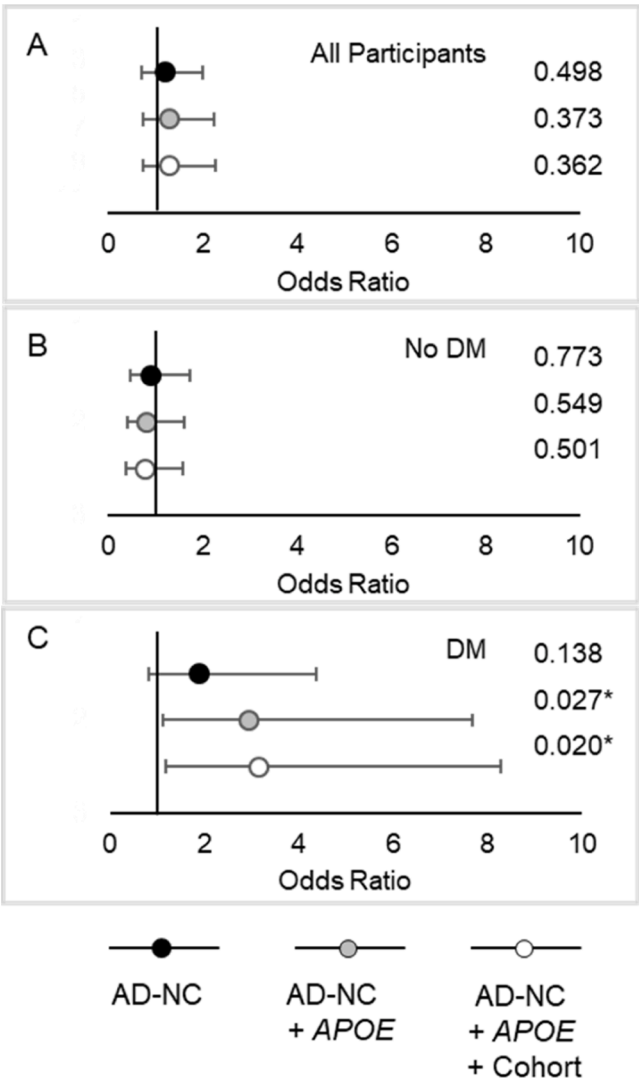 A
All Participants
0.498
0.373
0.362
0 2 4 6 8 10
Odds Ratio
B
No DM
0.773
0.549
0.501
0 2 4 6 8 10
Odds Ratio
C
DM
0.138
0.027*
0.020*
0 2 4 6 8 10
Odds Ratio
AD-NC
AD-NC
+ APOE
AD-NC
+ APOE
+ Cohort